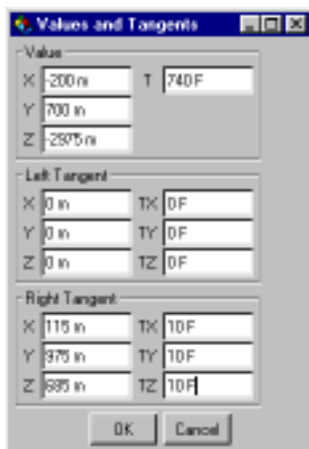 Values and Tangents
Value
X -200 m T 740 F
Y 700 m
Z -2975 m
Left Tangent
X 0 m TX 0 F
Y 0 m TY 0 F
Z 0 m TZ 0 F
Right Tangent
X 115 m TX 10 F
Y 975 m TY 10 F
Z 685 m TZ 10 F
OK Cancel